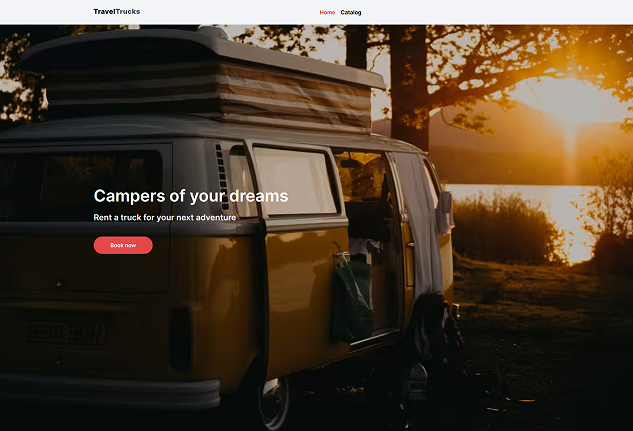 TravelTrucks
Home Catalog
Campers of your dreams
Rent a truck for your next adventure
Book now